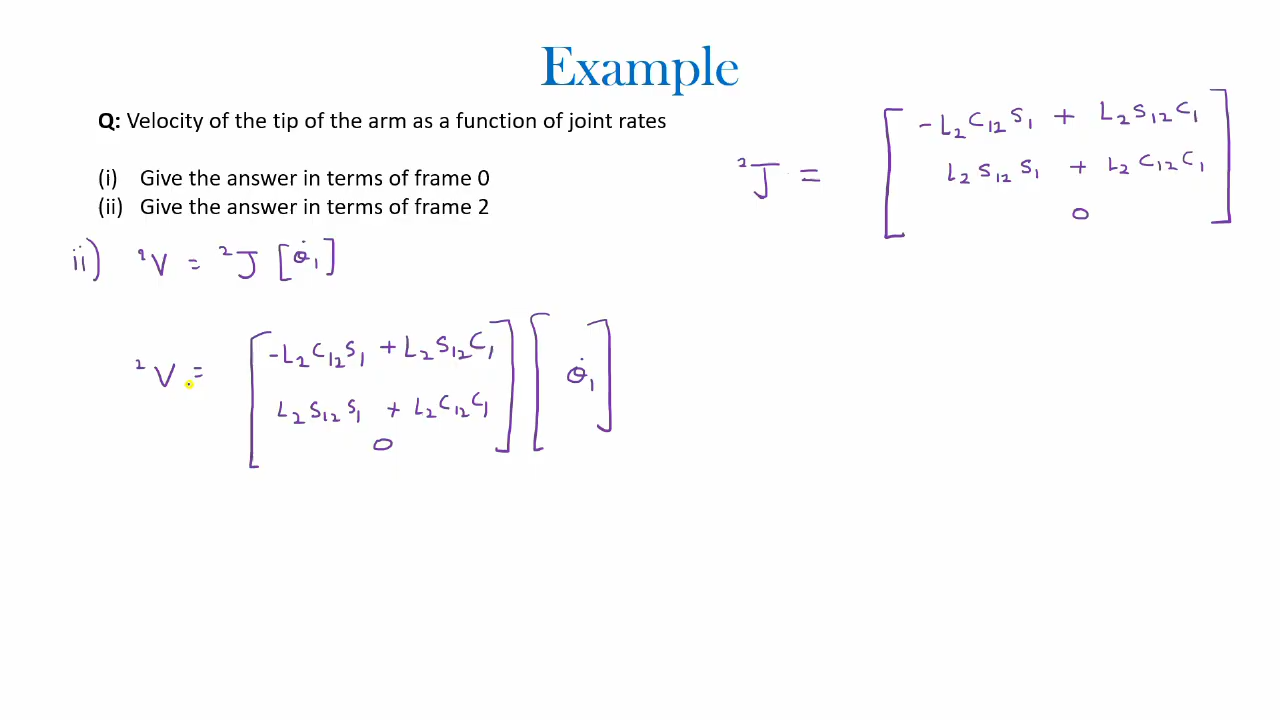 Example
Q: Velocity of the tip of the arm as a function of joint rates
(i) Give the answer in terms of frame 0
(ii) Give the answer in terms of frame 2
²J = [ -L₂C₁₂S₁ + L₂S₁₂C₁
L₂S₁₂S₁ + L₂C₁₂C₁
0 ]
ii) ²V = ²J [θ̇₁]
²V = [ -L₂C₁₂S₁ + L₂S₁₂C₁
L₂S₁₂S₁ + L₂C₁₂C₁
0 ] [ θ̇₁ ]